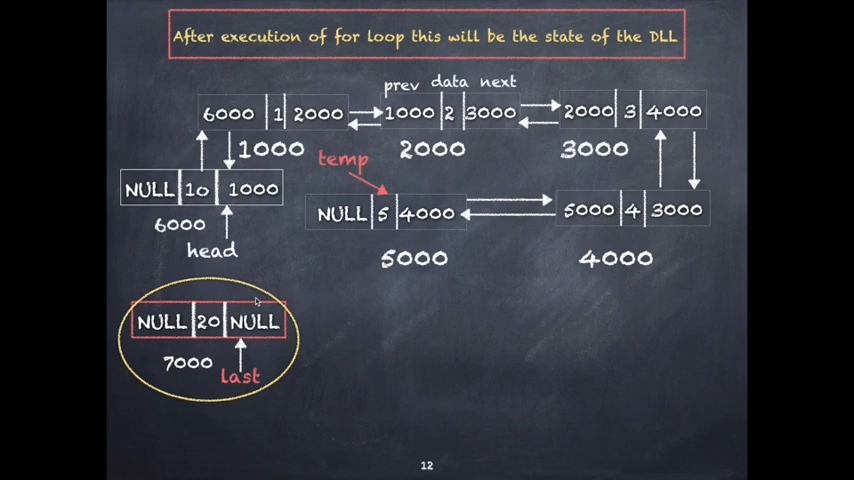 After execution of for loop this will be the state of the DLL
prev data next
6000 1 2000
1000 2 3000
2000 3 4000
1000
2000
3000
temp
NULL 10 1000
NULL 5 4000
5000 4 3000
6000
head
5000
4000
NULL 20 NULL
7000
last
12